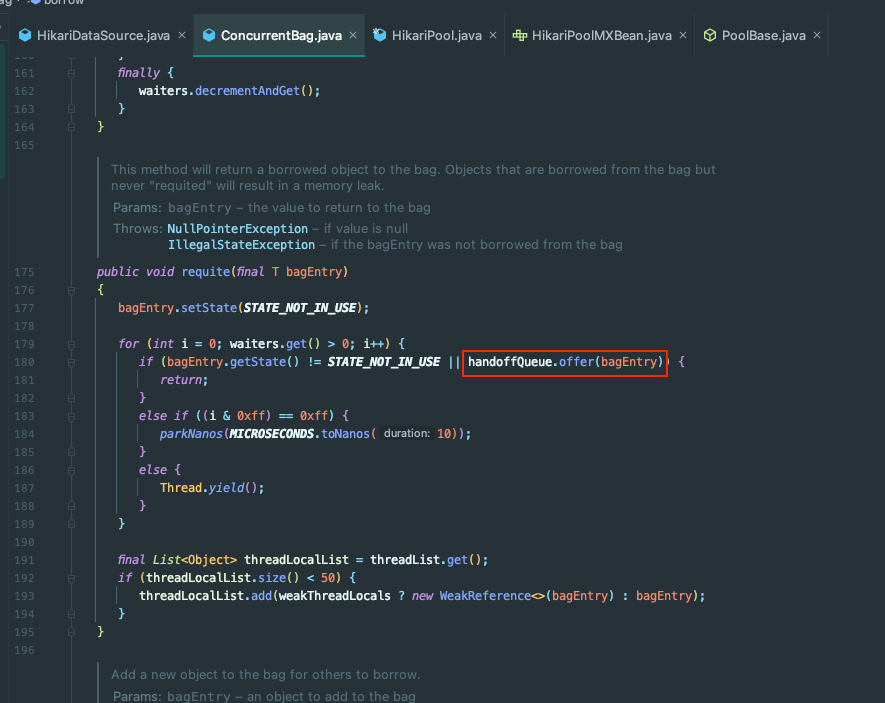 borrow
HikariDataSource.java × ConcurrentBag.java × HikariPool.java × HikariPoolMXBean.java × PoolBase.java ×
161 finally {
162 waiters.decrementAndGet();
163 }
164 }
165
This method will return a borrowed object to the bag. Objects that are borrowed from the bag but
never "requited" will result in a memory leak.
Params: bagEntry – the value to return to the bag
Throws: NullPointerException – if value is null
IllegalStateException – if the bagEntry was not borrowed from the bag
175 public void requite(final T bagEntry)
176 {
177 bagEntry.setState(STATE_NOT_IN_USE);
178
179 for (int i = 0; waiters.get() > 0; i++) {
180 if (bagEntry.getState() != STATE_NOT_IN_USE || handoffQueue.offer(bagEntry)) {
181 return;
182 }
183 else if ((i & 0xff) == 0xff) {
184 parkNanos(MICROSECONDS.toNanos( duration: 10));
185 }
186 else {
187 Thread.yield();
188 }
189 }
190
191 final List<Object> threadLocalList = threadList.get();
192 if (threadLocalList.size() < 50) {
193 threadLocalList.add(weakThreadLocals ? new WeakReference<>(bagEntry) : bagEntry);
194 }
195 }
196
Add a new object to the bag for others to borrow.
Params: bagEntry – an object to add to the bag